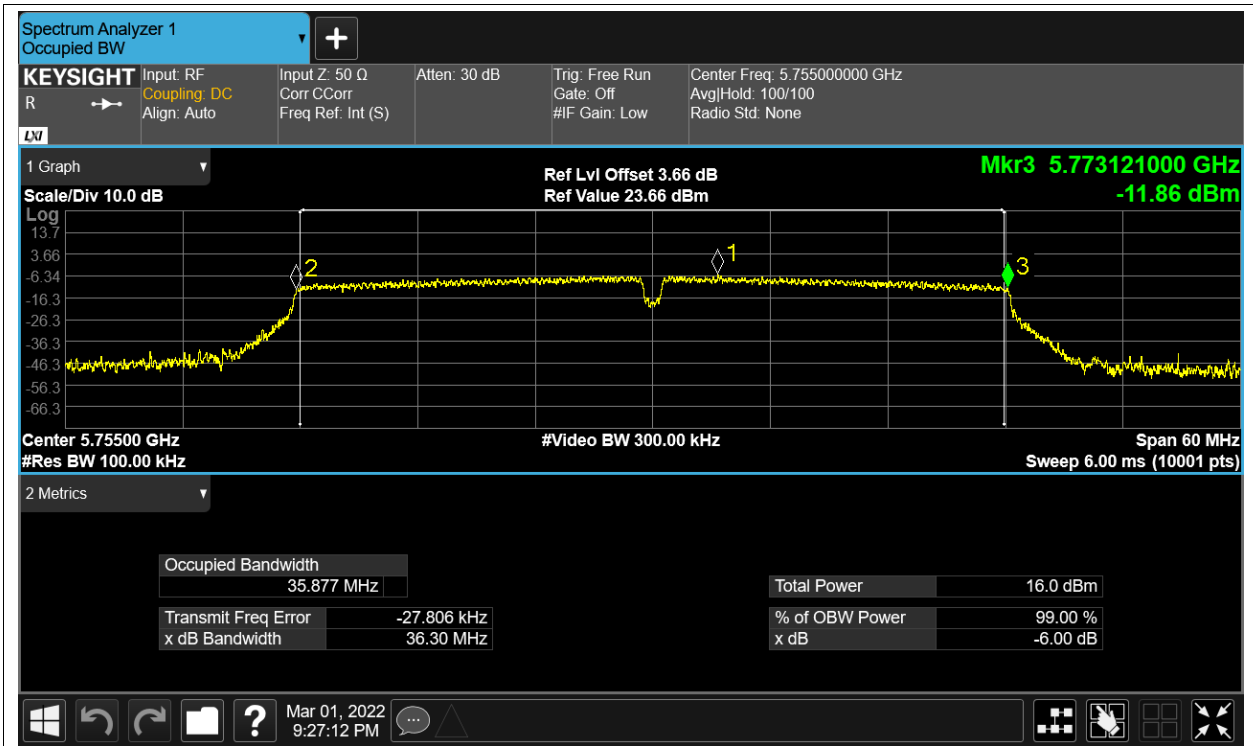 Spectrum Analyzer 1
Occupied BW
KEYSIGHT
R
LXI
Input: RF
Coupling: DC
Align: Auto
Input Z: 50 Ω
Corr CCorr
Freq Ref: Int (S)
Atten: 30 dB
Trig: Free Run
Gate: Off
#IF Gain: Low
Center Freq: 5.755000000 GHz
Avg|Hold: 100/100
Radio Std: None
1 Graph
Scale/Div 10.0 dB
Ref Lvl Offset 3.66 dB
Ref Value 23.66 dBm
Mkr3 5.773121000 GHz
-11.86 dBm
Log
13.7
3.66
-6.34
-16.3
-26.3
-36.3
-46.3
-56.3
-66.3
1
2
3
Center 5.75500 GHz
#Res BW 100.00 kHz
#Video BW 300.00 kHz
Span 60 MHz
Sweep 6.00 ms (10001 pts)
2 Metrics
Occupied Bandwidth
35.877 MHz
Transmit Freq Error -27.806 kHz
x dB Bandwidth 36.30 MHz
Total Power 16.0 dBm
% of OBW Power 99.00 %
x dB -6.00 dB
?
Mar 01, 2022
9:27:12 PM